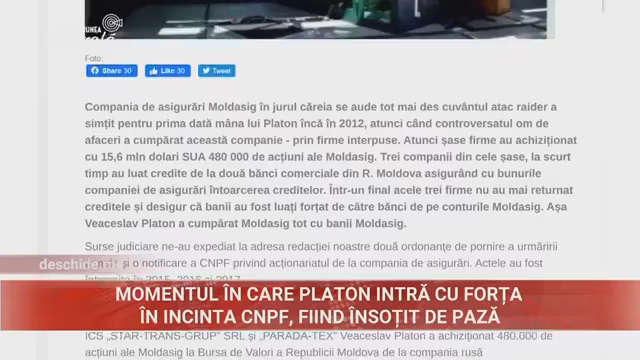 Foto:
Share 30 Like 30 Tweet
Compania de asigurări Moldasig în jurul căreia se aude tot mai des cuvântul atac raider a
simțit pentru prima dată mâna lui Platon încă în 2012, atunci când controversatul om de
afaceri a cumpărat această companie - prin firme interpuse. Atunci șase firme au achiziționat
cu 15,6 mln dolari SUA 480 000 de acțiuni ale Moldasig. Trei companii din cele șase, la scurt
timp au luat credite de la două bănci comerciale din R. Moldova asigurând cu bunurile
companiei de asigurări întoarcerea creditelor. Într-un final acele trei firme nu au mai returnat
creditele și desigur că banii au fost luați forțat de către bănci de pe conturile Moldasig. Așa
Veaceslav Platon a cumpărat Moldasig tot cu banii Moldasig.
Surse judiciare ne-au expediat la adresa redacției noastre două ordonanțe de pornire a urmăririi
și o notificare a CNPF privind acționariatul de la compania de asigurări. Actele au fost
2015, 2016 și 2017
MOMENTUL ÎN CARE PLATON INTRĂ CU FORȚA
ÎN INCINTA CNPF, FIIND ÎNSOȚIT DE PAZĂ
ICS „STAR-TRANS-GRUP” SRL și „PARADA-TEX” Veaceslav Platon a achiziționat 480.000 de
acțiuni ale Moldasig la Bursa de Valori a Republicii Moldova de la compania rusă